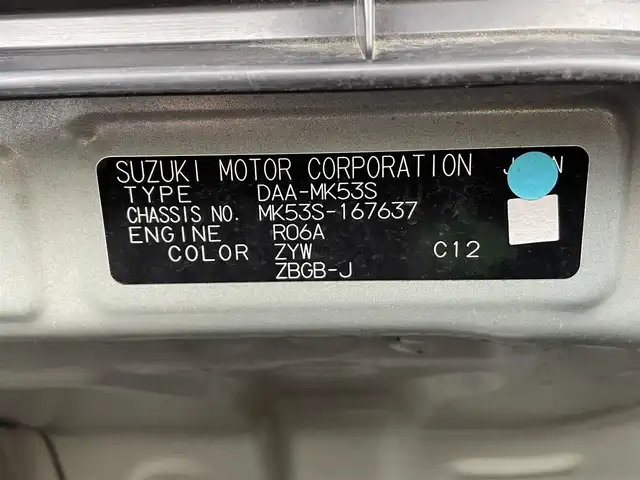 SUZUKI MOTOR CORPORATION
TYPE DAA-MK53S
CHASSIS NO. MK53S-167637
ENGINE R06A
COLOR ZYW C12
ZBGB-J